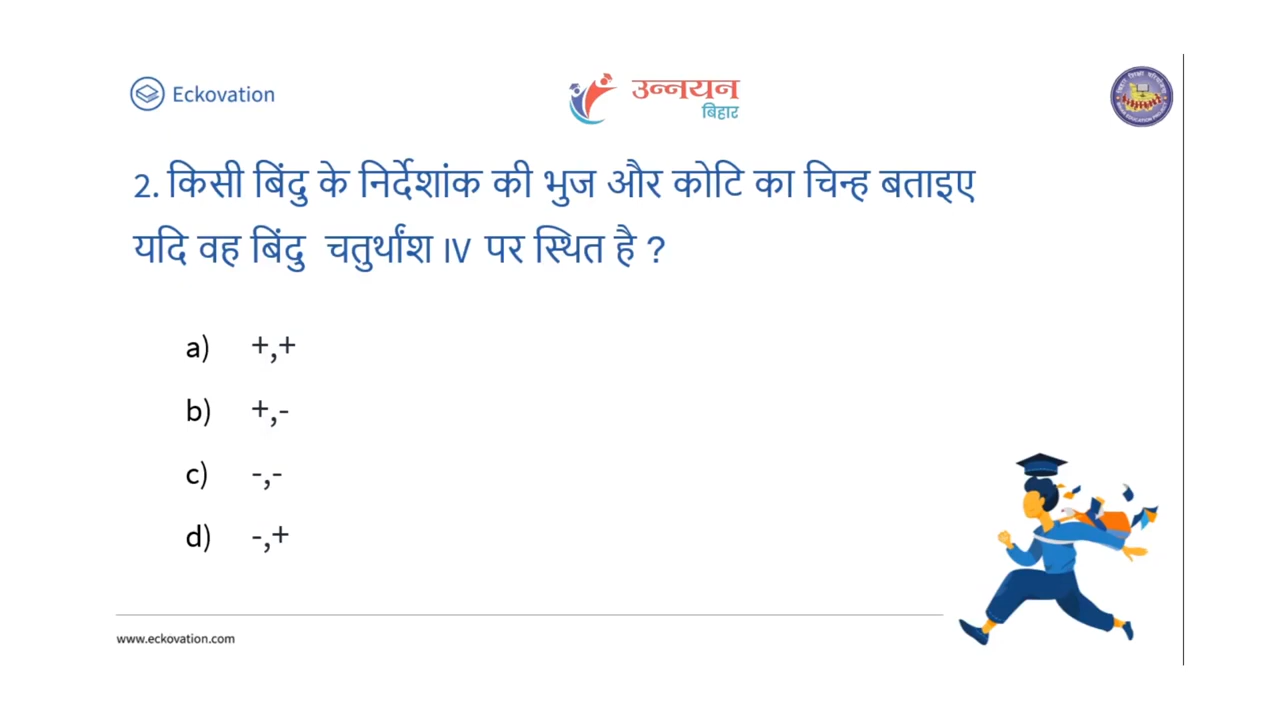 Eckovation
उन्नयन
बिहार
2. किसी बिंदु के निर्देशांक की भुज और कोटि का चिन्ह बताइए
यदि वह बिंदु चतुर्थांश IV पर स्थित है ?
a) +,+
b) +,-
c) -,-
d) -,+
www.eckovation.com